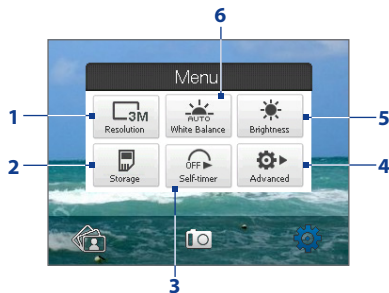 6
Menu
1
3M
AUTO
5
Resolution
White Balance
Brightness
2
OFF
4
Storage
Self-timer
Advanced
3